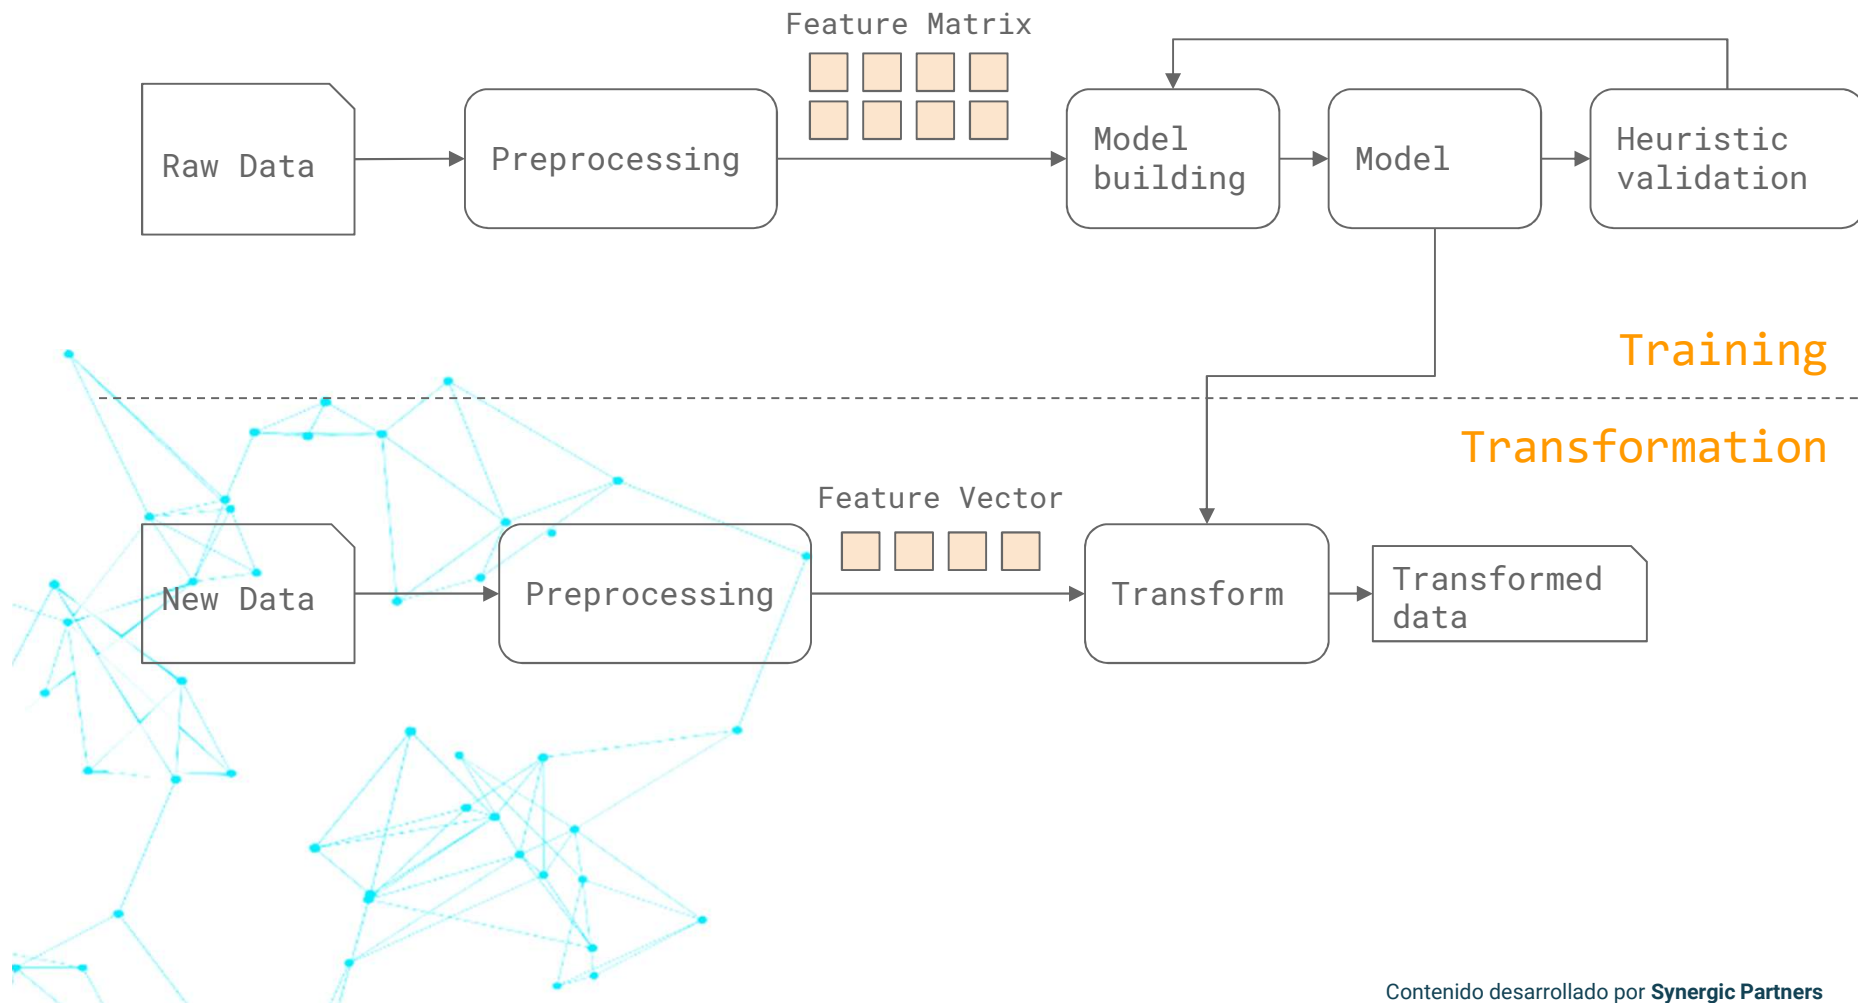 Feature Matrix
Raw Data
Preprocessing
Model
building
Model
Heuristic
validation
Training
Transformation
Feature Vector
New Data
Preprocessing
Transform
Transformed
data
Contenido desarrollado por Synergic Partners